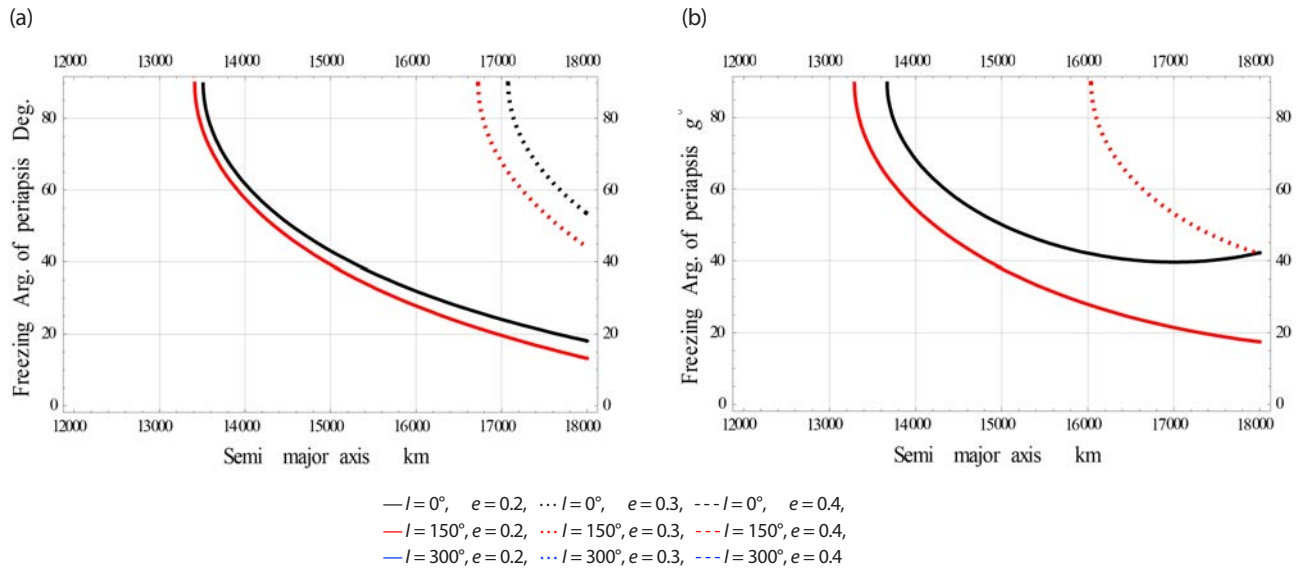 (a)
(b)
12000 13000 14000 15000 16000 17000 18000
12000 13000 14000 15000 16000 17000 18000
Freezing Arg. of periapsis Deg.
80 80
60 60
40 40
20 20
0 0
12000 13000 14000 15000 16000 17000 18000
Semi major axis km
Freezing Arg. of periapsis g
80 80
60 60
40 40
20 20
0 0
12000 13000 14000 15000 16000 17000 18000
Semi major axis km
I = 0°, e = 0.2, I = 0°, e = 0.3, I = 0°, e = 0.4,
I = 150°, e = 0.2, I = 150°, e = 0.3, I = 150°, e = 0.4,
I = 300°, e = 0.2, I = 300°, e = 0.3, I = 300°, e = 0.4